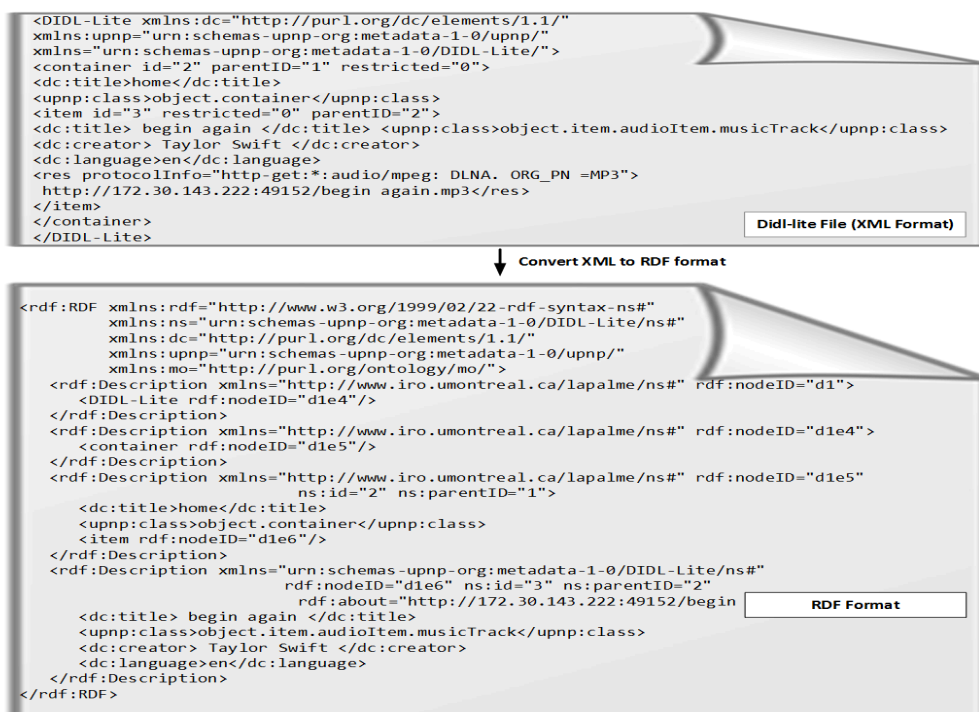 <DIDL-Lite xmlns:dc="http://purl.org/dc/elements/1.1/"
xmlns:upnp="urn:schemas-upnp-org:metadata-1-0/upnp/"
xmlns="urn:schemas-upnp-org:metadata-1-0/DIDL-Lite/">
<container id="2" parentID="1" restricted="0">
<dc:title>home</dc:title>
<upnp:class>object.container</upnp:class>
<item id="3" restricted="0" parentID="2">
<dc:title> begin again </dc:title> <upnp:class>object.item.audioItem.musicTrack</upnp:class>
<dc:creator> Taylor Swift </dc:creator>
<dc:language>en</dc:language>
<res protocolInfo="http-get:*:audio/mpeg: DLNA. ORG_PN =MP3">
http://172.30.143.222:49152/begin again.mp3</res>
</item>
</container>
</DIDL-Lite>
Didl-lite File (XML Format)
Convert XML to RDF format
<rdf:RDF xmlns:rdf="http://www.w3.org/1999/02/22-rdf-syntax-ns#"
xmlns:ns="urn:schemas-upnp-org:metadata-1-0/DIDL-Lite/ns#"
xmlns:dc="http://purl.org/dc/elements/1.1/"
xmlns:upnp="urn:schemas-upnp-org:metadata-1-0/upnp/"
xmlns:mo="http://purl.org/ontology/mo/">
<rdf:Description xmlns="http://www.iro.umontreal.ca/lapalme/ns#" rdf:nodeID="d1">
<DIDL-Lite rdf:nodeID="d1e4"/>
</rdf:Description>
<rdf:Description xmlns="http://www.iro.umontreal.ca/lapalme/ns#" rdf:nodeID="d1e4">
<container rdf:nodeID="d1e5"/>
</rdf:Description>
<rdf:Description xmlns="http://www.iro.umontreal.ca/lapalme/ns#" rdf:nodeID="d1e5"
ns:id="2" ns:parentID="1">
<dc:title>home</dc:title>
<upnp:class>object.container</upnp:class>
<item rdf:nodeID="d1e6"/>
</rdf:Description>
<rdf:Description xmlns="urn:schemas-upnp-org:metadata-1-0/DIDL-Lite/ns#"
rdf:nodeID="d1e6" ns:id="3" ns:parentID="2"
rdf:about="http://172.30.143.222:49152/begin
RDF Format
<dc:title> begin again </dc:title>
<upnp:class>object.item.audioItem.musicTrack</upnp:class>
<dc:creator> Taylor Swift </dc:creator>
<dc:language>en</dc:language>
</rdf:Description>
</rdf:RDF>